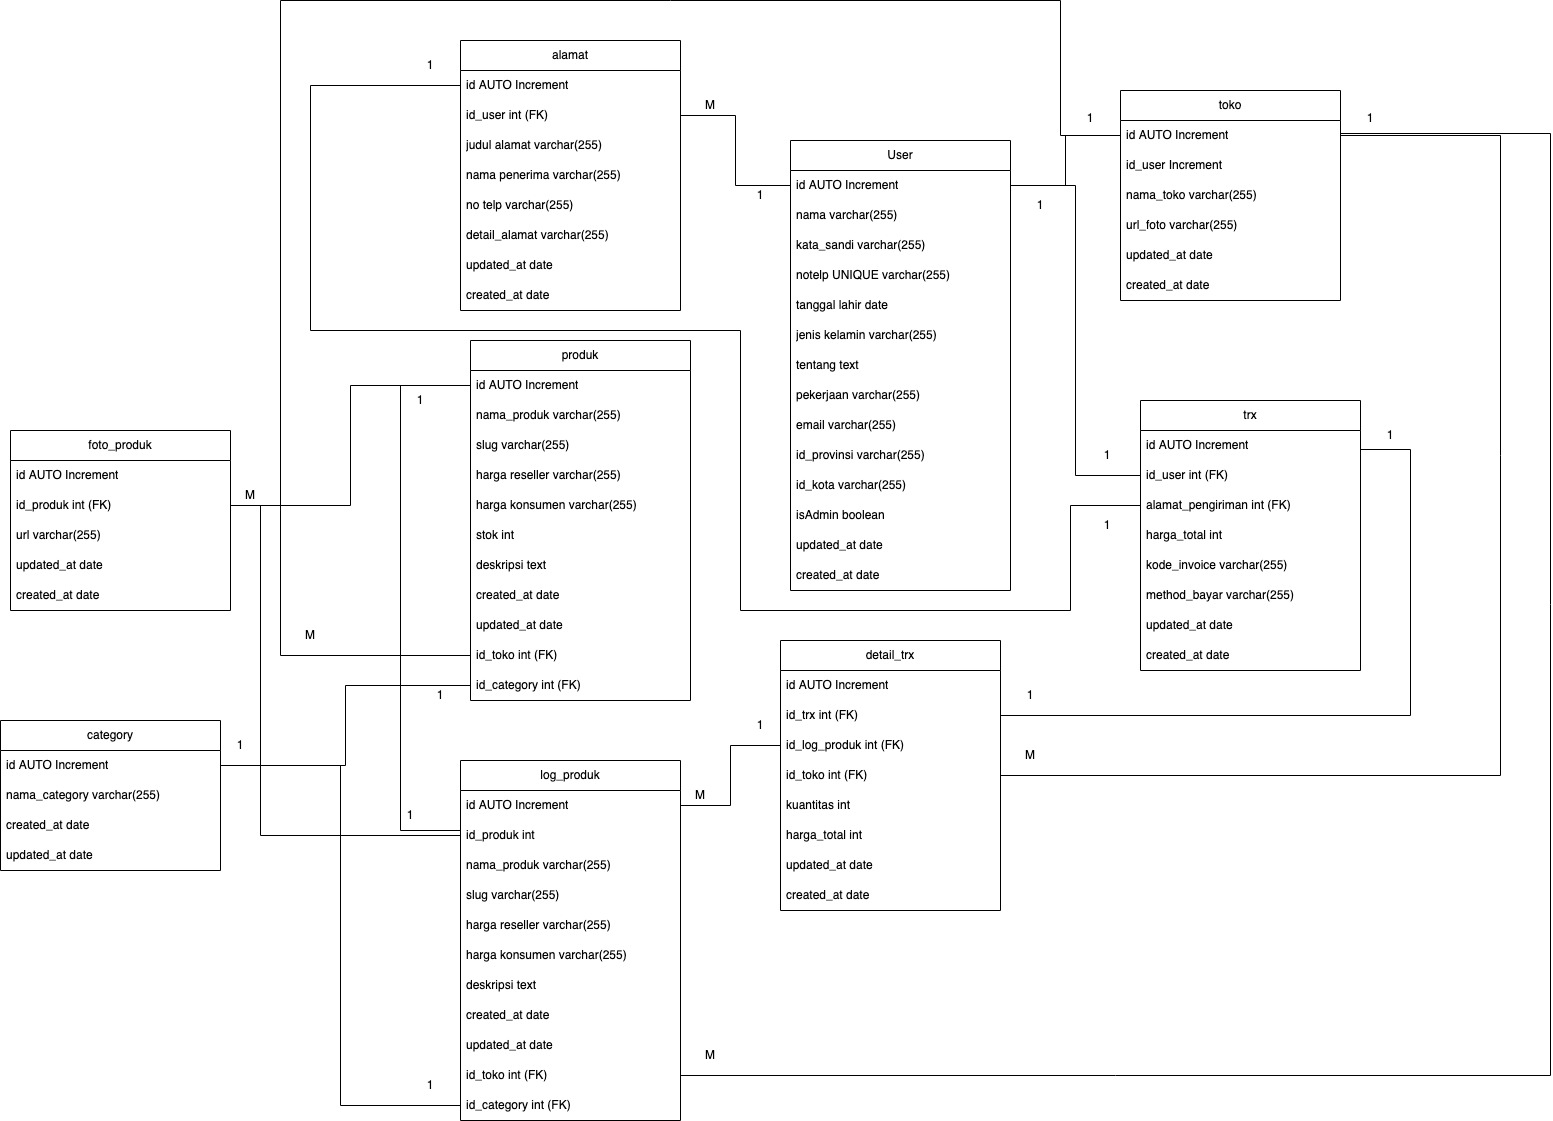 alamat
id AUTO Increment
id_user int (FK)
judul alamat varchar(255)
nama penerima varchar(255)
no telp varchar(255)
detail_alamat varchar(255)
updated_at date
created_at date
1
M
1
User
id AUTO Increment
nama varchar(255)
kata_sandi varchar(255)
notelp UNIQUE varchar(255)
tanggal lahir date
jenis kelamin varchar(255)
tentang text
pekerjaan varchar(255)
email varchar(255)
id_provinsi varchar(255)
id_kota varchar(255)
isAdmin boolean
updated_at date
created_at date
1
1
1
toko
id AUTO Increment
id_user Increment
nama_toko varchar(255)
url_foto varchar(255)
updated_at date
created_at date
produk
id AUTO Increment
nama_produk varchar(255)
slug varchar(255)
harga reseller varchar(255)
harga konsumen varchar(255)
stok int
deskripsi text
created_at date
updated_at date
id_toko int (FK)
id_category int (FK)
1
M
1
foto_produk
id AUTO Increment
id_produk int (FK)
url varchar(255)
updated_at date
created_at date
M
trx
id AUTO Increment
id_user int (FK)
alamat_pengiriman int (FK)
harga_total int
kode_invoice varchar(255)
method_bayar varchar(255)
updated_at date
created_at date
1
1
1
detail_trx
id AUTO Increment
id_trx int (FK)
id_log_produk int (FK)
id_toko int (FK)
kuantitas int
harga_total int
updated_at date
created_at date
1
1
M
category
id AUTO Increment
nama_category varchar(255)
created_at date
updated_at date
1
log_produk
id AUTO Increment
id_produk int
nama_produk varchar(255)
slug varchar(255)
harga reseller varchar(255)
harga konsumen varchar(255)
deskripsi text
created_at date
updated_at date
id_toko int (FK)
id_category int (FK)
M
1
M
1